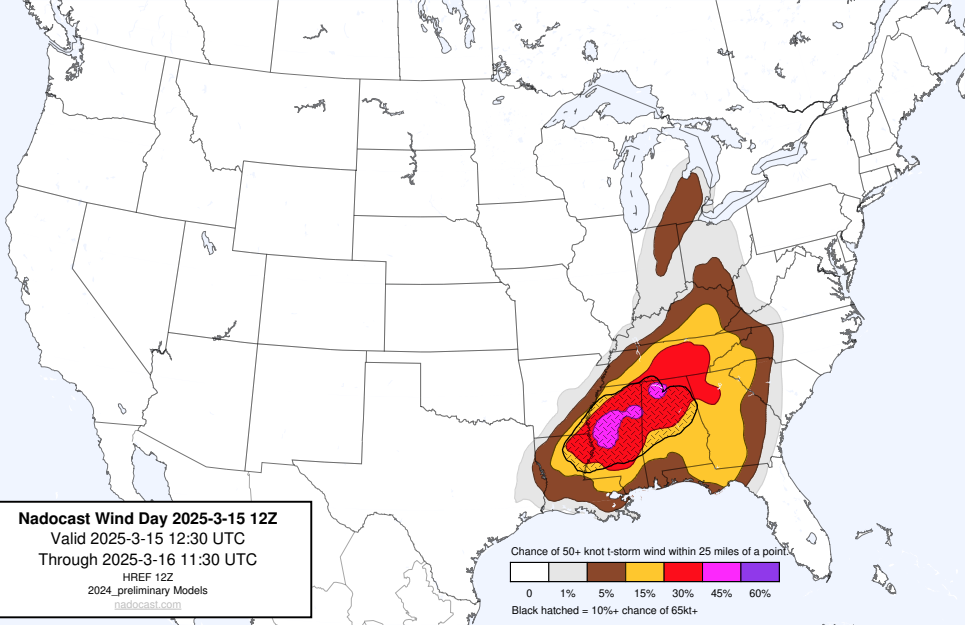 Nadocast Wind Day 2025-3-15 12Z
Valid 2025-3-15 12:30 UTC
Through 2025-3-16 11:30 UTC
HREF 12Z
2024_preliminary Models
nadocast.com
Chance of 50+ knot t-storm wind within 25 miles of a point.
0 1% 5% 15% 30% 45% 60%
Black hatched = 10%+ chance of 65kt+